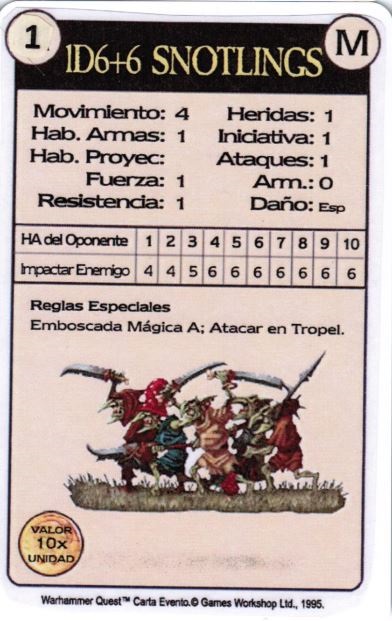 1
M
1D6+6 SNOTLINGS
Movimiento: 4 Heridas: 1
Hab. Armas: 1 Iniciativa: 1
Hab. Proyec: Ataques: 1
Fuerza: 1 Arm.: 0
Resistencia: 1 Daño: Esp
HA del Oponente 1 2 3 4 5 6 7 8 9 10
Impactar Enemigo 4 4 5 6 6 6 6 6 6 6
Reglas Especiales
Emboscada Mágica A; Atacar en Tropel.
VALOR
10x
UNIDAD
Warhammer Quest™ Carta Evento.© Games Workshop Ltd., 1995.